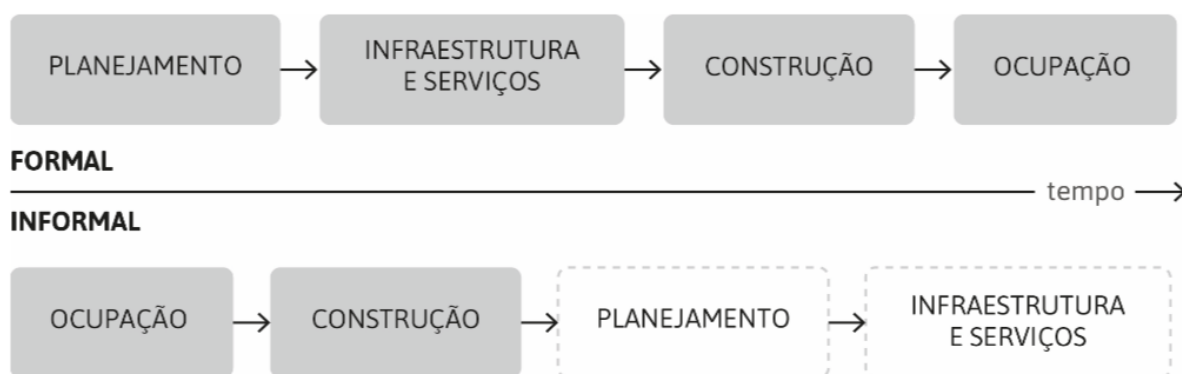 PLANEJAMENTO
INFRAESTRUTURA
E SERVIÇOS
CONSTRUÇÃO
OCUPAÇÃO
FORMAL
tempo
INFORMAL
OCUPAÇÃO
CONSTRUÇÃO
PLANEJAMENTO
INFRAESTRUTURA
E SERVIÇOS